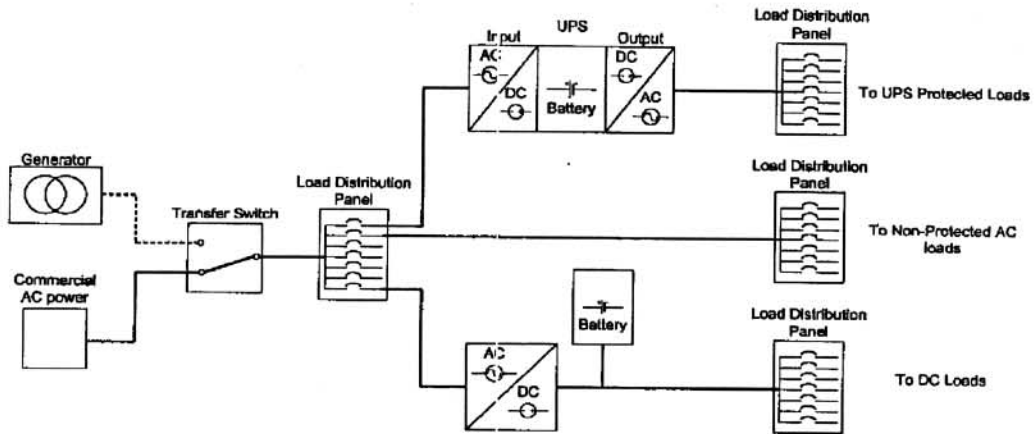 Load Distribution
Panel
UPS
Input
Output
AC
DC
Battery
DC
AC
To UPS Protected Loads
Generator
Load Distribution
Panel
Transfer Switch
Load Distribution
Panel
To Non-Protected AC
loads
Commercial
AC power
Battery
Load Distribution
Panel
AC
DC
To DC Loads